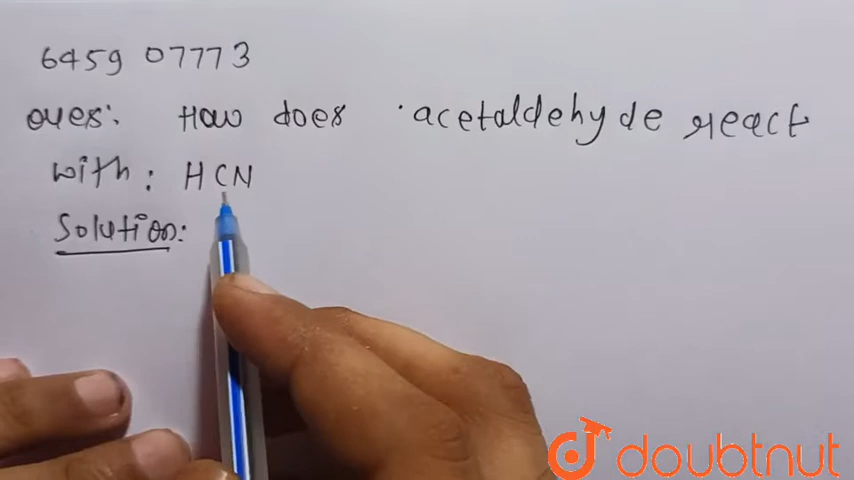 6459 07773
Ques: How does acetaldehyde react
with: HCN
Solution:
doubtnut